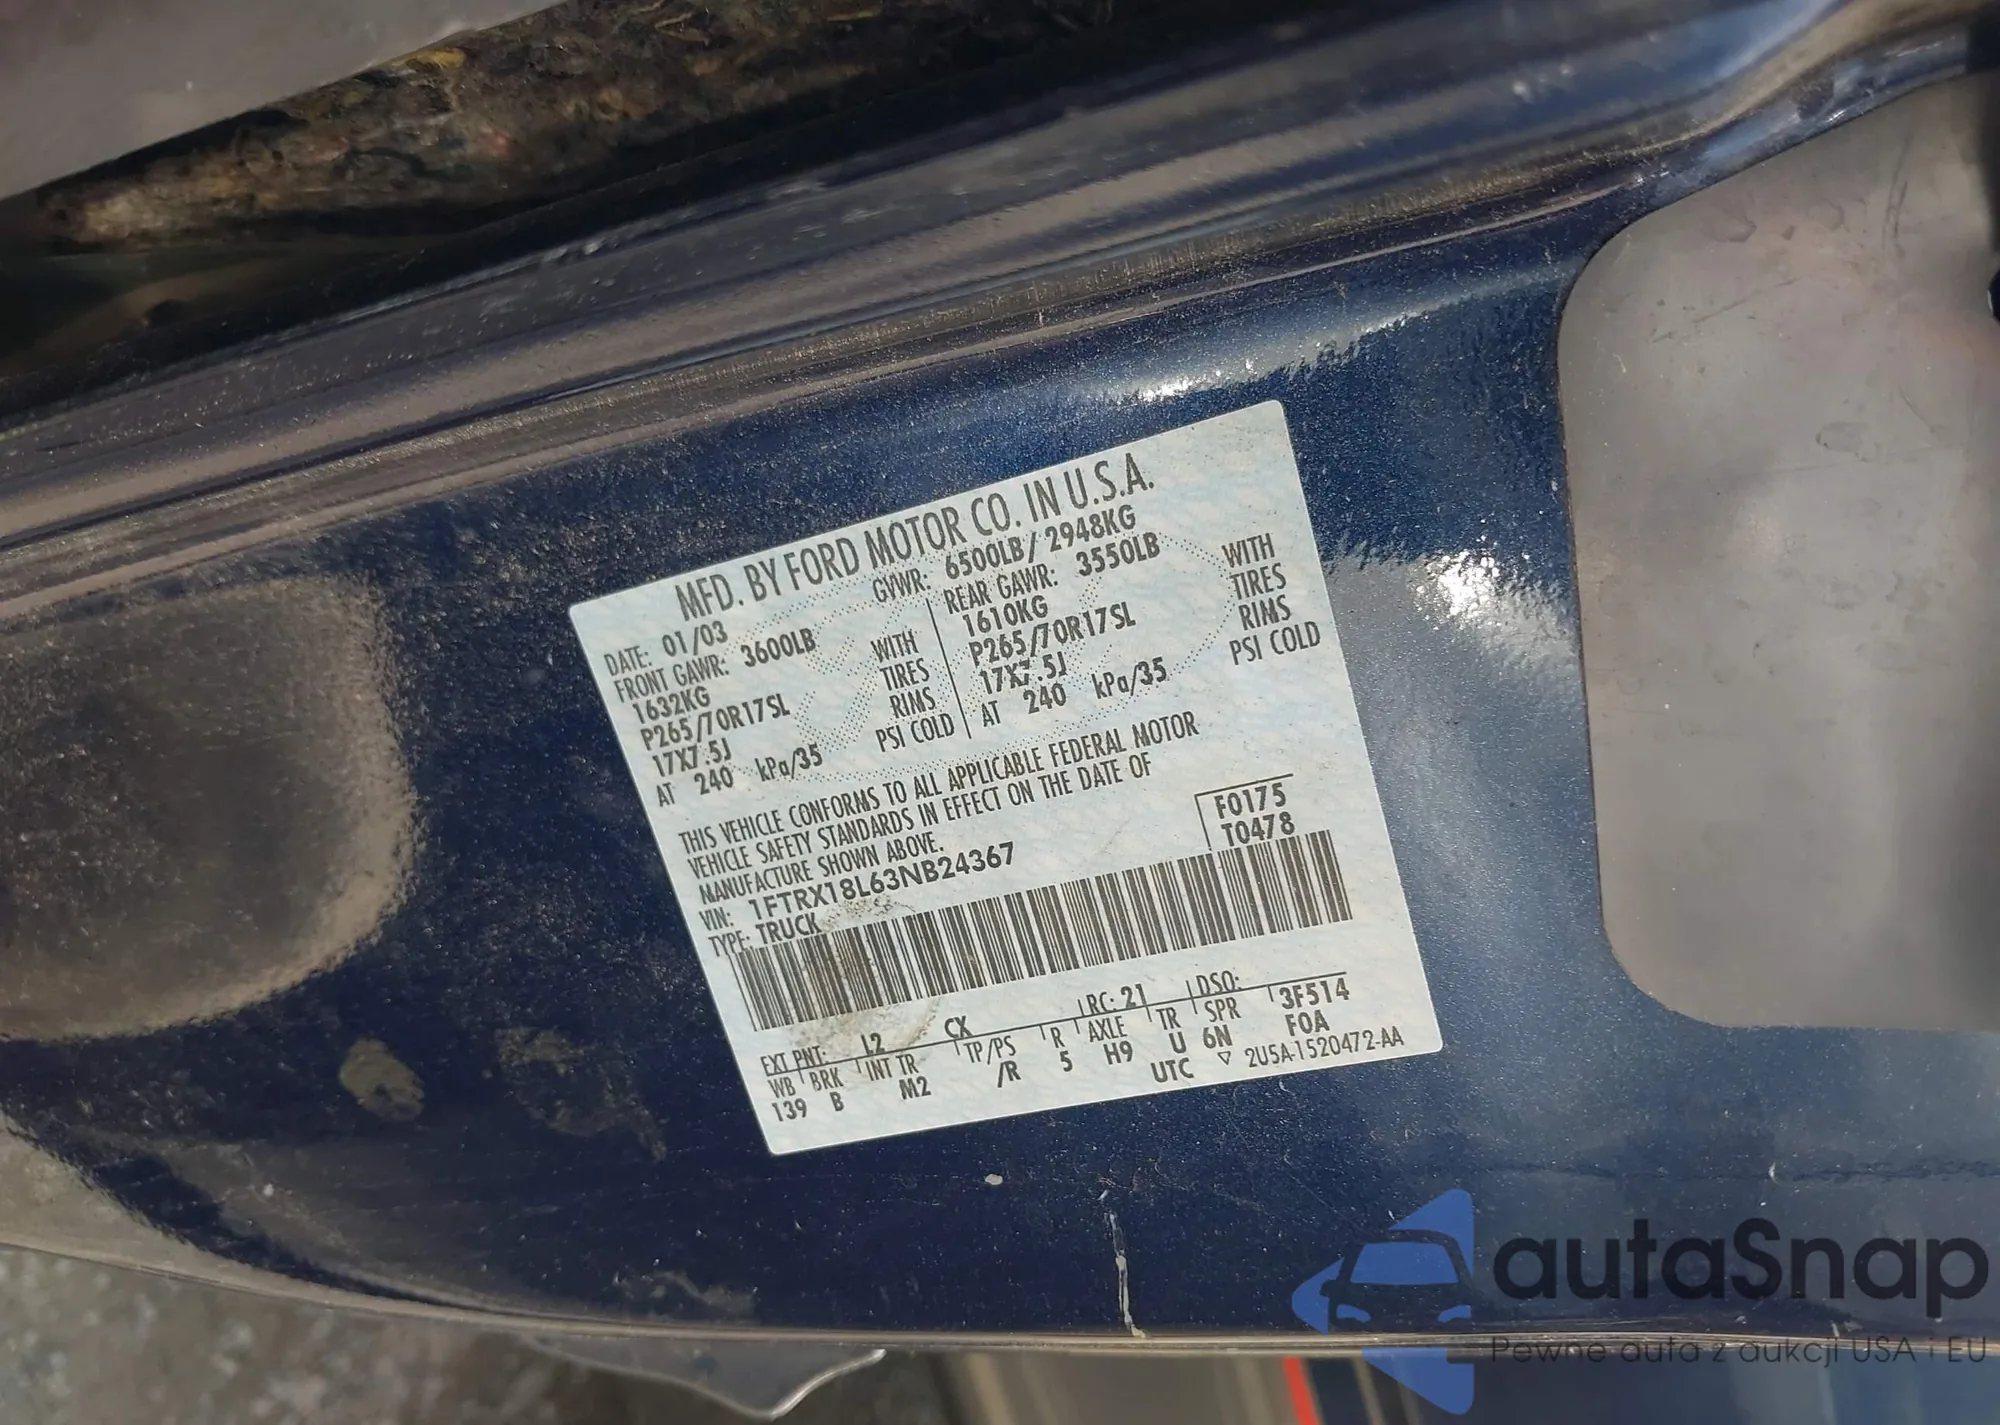 MFD. BY FORD MOTOR CO. IN U.S.A.
DATE: 01/03 GVWR: 6500LB/ 2948KG
FRONT GAWR: 3600LB REAR GAWR: 3550LB
1632KG WITH 1610KG WITH
P265/70R17SL TIRES P265/70R17SL TIRES
17X7.5J RIMS 17X7.5J RIMS
AT 240 kPa/35 PSI COLD AT 240 kPa/35 PSI COLD
THIS VEHICLE CONFORMS TO ALL APPLICABLE FEDERAL MOTOR
VEHICLE SAFETY STANDARDS IN EFFECT ON THE DATE OF
MANUFACTURE SHOWN ABOVE.
VIN: 1FTRX18L63NB24367 F0175
TYPE: TRUCK T0478
EXT PNT: L2 CX RC: 21 DSO: 3F514
WB BRK INT TR TP/PS R AXLE TR SPR F0A
139 B M2 /R 5 H9 U 6N
UTC ▽ 2U5A-1520472-AA
autaSnap
Pewne auta z aukcji USA i EU